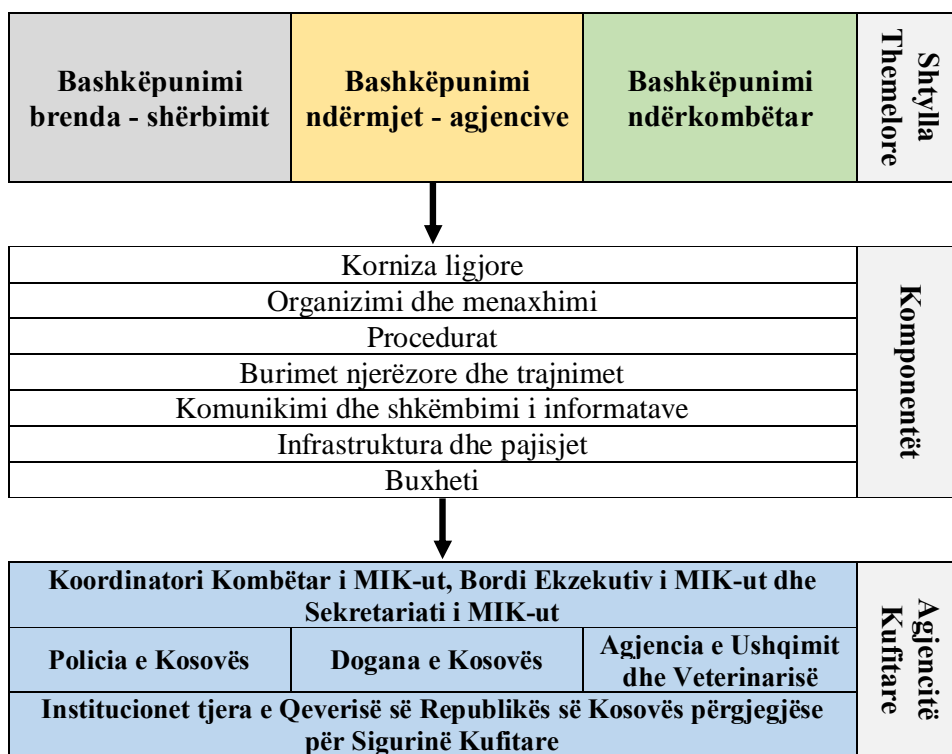 Bashkëpunimi
brenda - shërbimit
Bashkëpunimi
ndërmjet - agjencive
Bashkëpunimi
ndërkombëtar
Shtylla
Themelore
Korniza ligjore
Organizimi dhe menaxhimi
Procedurat
Burimet njerëzore dhe trajnimet
Komunikimi dhe shkëmbimi i informatave
Infrastruktura dhe pajisjet
Buxheti
Komponentët
Koordinatori Kombëtar i MIK-ut, Bordi Ekzekutiv i MIK-ut dhe
Sekretariati i MIK-ut
Policia e Kosovës
Dogana e Kosovës
Agjencia e Ushqimit
dhe Veterinarisë
Institucionet tjera e Qeverisë së Republikës së Kosovës përgjegjëse
për Sigurinë Kufitare
Agjencitë
Kufitare